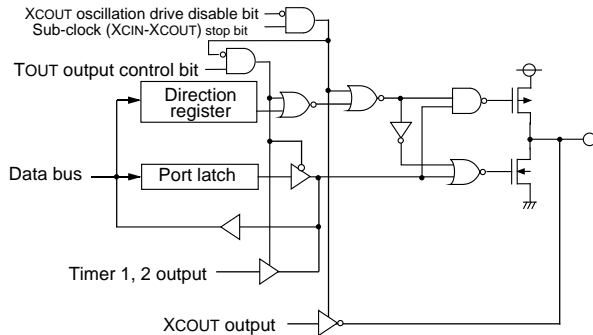 XCOUT oscillation drive disable bit
Sub-clock (XCIN-XCOUT) stop bit
TOUT output control bit
Direction
register
Data bus
Port latch
Timer 1, 2 output
XCOUT output